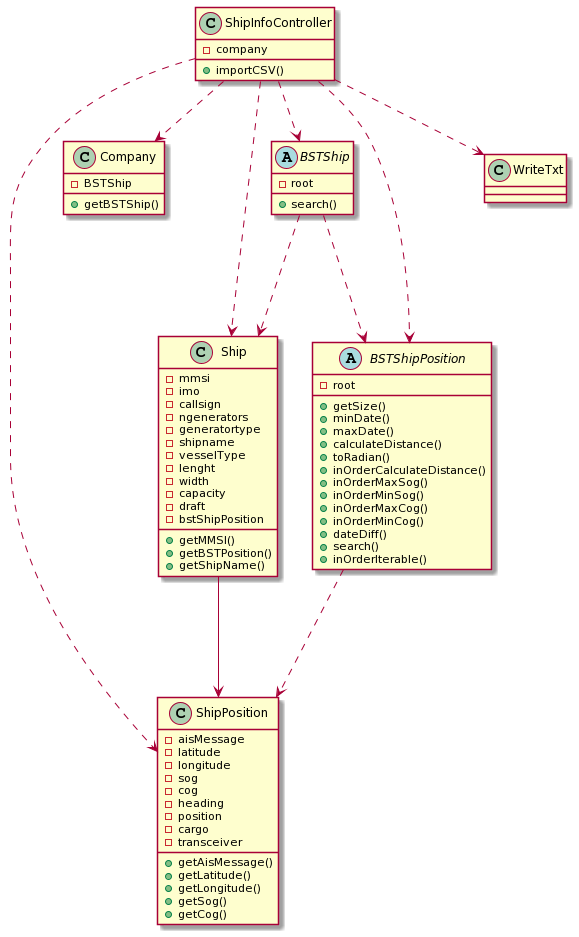 C ShipInfoController
company
importCSV()
C Company
BSTShip
getBSTShip()
A BSTShip
root
search()
C WriteTxt
C Ship
mmsi
imo
callsign
ngenerators
generatortype
shipname
vesselType
lenght
width
capacity
draft
bstShipPosition
getMMSI()
getBSTPosition()
getShipName()
A BSTShipPosition
root
getSize()
minDate()
maxDate()
calculateDistance()
toRadian()
inOrderCalculateDistance()
inOrderMaxSog()
inOrderMinSog()
inOrderMaxCog()
inOrderMinCog()
dateDiff()
search()
inOrderIterable()
C ShipPosition
aisMessage
latitude
longitude
sog
cog
heading
position
cargo
transceiver
getAisMessage()
getLatitude()
getLongitude()
getSog()
getCog()